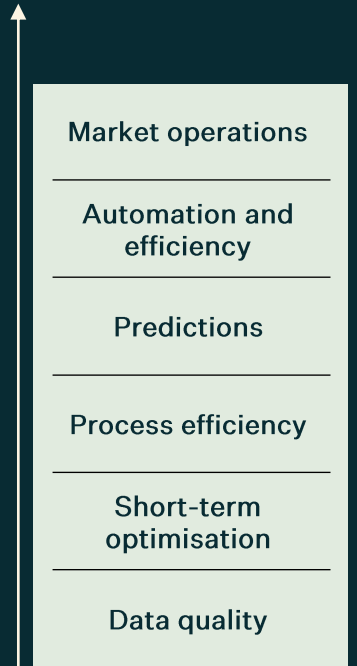 Market operations
Automation and
efficiency
Predictions
Process efficiency
Short-term
optimisation
Data quality